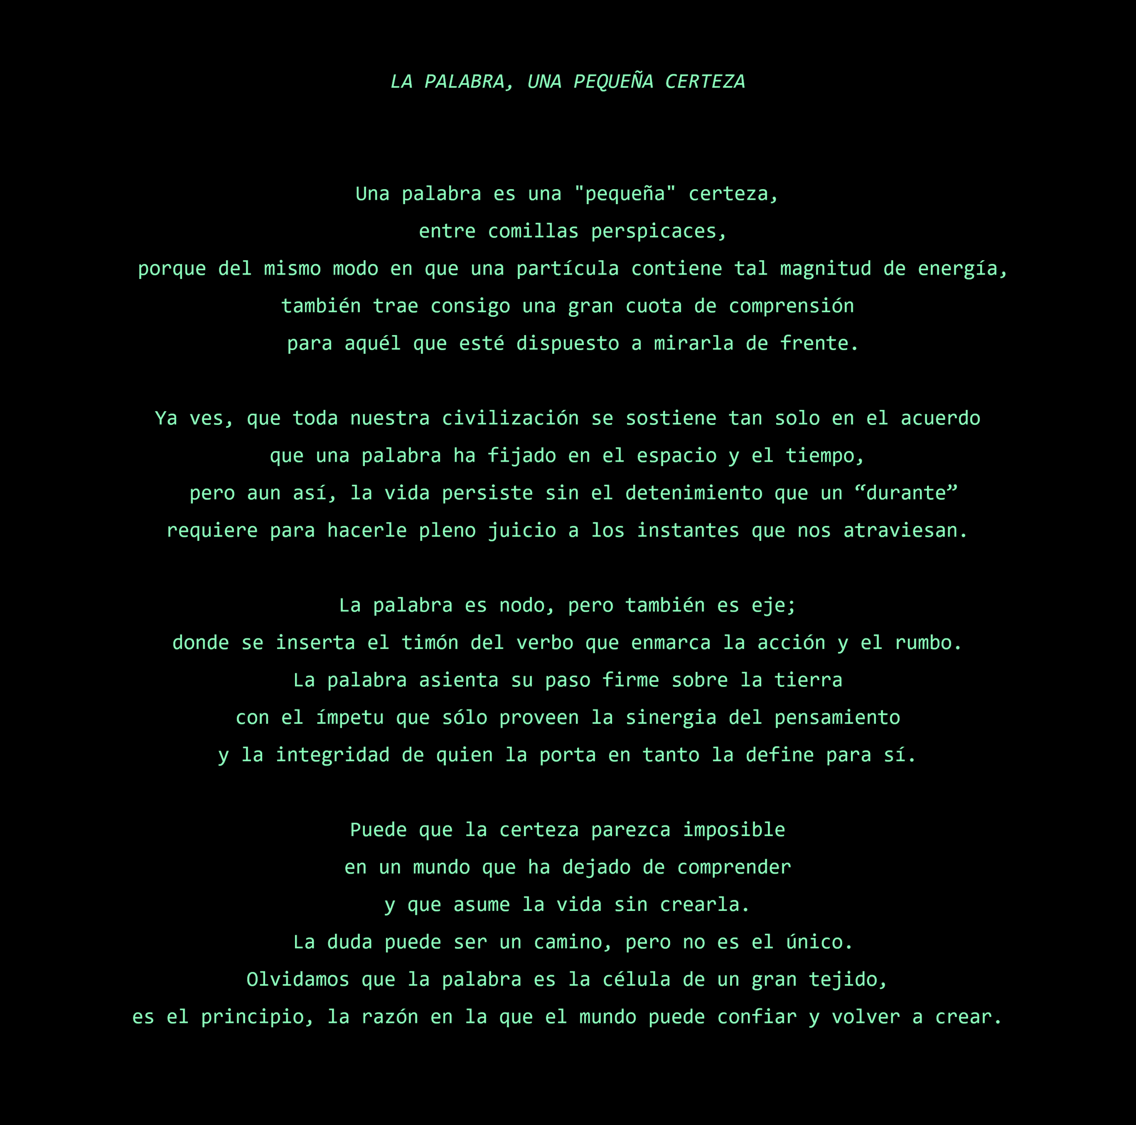 LA PALABRA, UNA PEQUEÑA CERTEZA
Una palabra es una "pequeña" certeza,
entre comillas perspicaces,
porque del mismo modo en que una partícula contiene tal magnitud de energía,
también trae consigo una gran cuota de comprensión
para aquél que esté dispuesto a mirarla de frente.
Ya ves, que toda nuestra civilización se sostiene tan solo en el acuerdo
que una palabra ha fijado en el espacio y el tiempo,
pero aun así, la vida persiste sin el detenimiento que un “durante”
requiere para hacerle pleno juicio a los instantes que nos atraviesan.
La palabra es nodo, pero también es eje;
donde se inserta el timón del verbo que enmarca la acción y el rumbo.
La palabra asienta su paso firme sobre la tierra
con el ímpetu que sólo proveen la sinergia del pensamiento
y la integridad de quien la porta en tanto la define para sí.
Puede que la certeza parezca imposible
en un mundo que ha dejado de comprender
y que asume la vida sin crearla.
La duda puede ser un camino, pero no es el único.
Olvidamos que la palabra es la célula de un gran tejido,
es el principio, la razón en la que el mundo puede confiar y volver a crear.